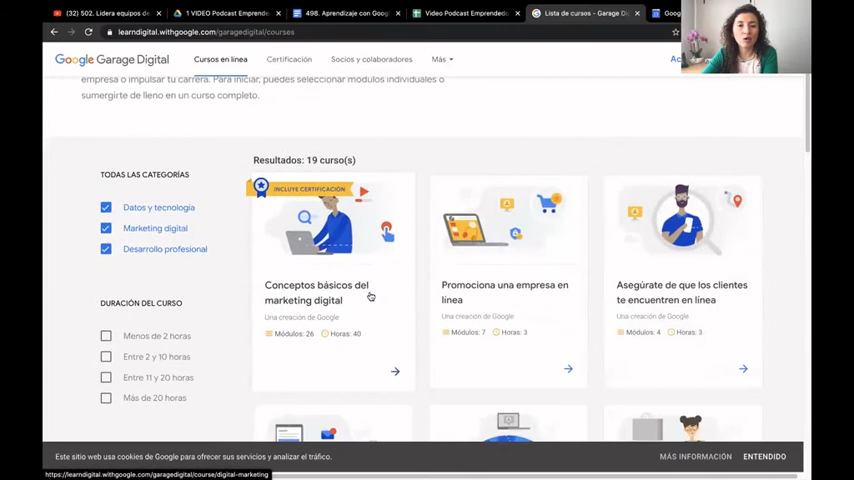 (32) 502. Lidera equipos de
1 VIDEO Podcast Emprende
498. Aprendizaje con Goog
Video Podcast Emprended
Lista de cursos - Garage D
Goog
learndigital.withgoogle.com/garagedigital/courses
Google Garage Digital
Cursos en línea
Certificación
Socios y colaboradores
Más
empresa o impulsar tu carrera. Para iniciar, puedes seleccionar módulos individuales o
sumergirte de lleno en un curso completo.
Resultados: 19 curso(s)
TODAS LAS CATEGORÍAS
Datos y tecnología
Marketing digital
Desarrollo profesional
DURACIÓN DEL CURSO
Menos de 2 horas
Entre 2 y 10 horas
Entre 11 y 20 horas
Más de 20 horas
INCLUYE CERTIFICACIÓN
Conceptos básicos del
marketing digital
Una creación de Google
Módulos: 26 Horas: 40
Promociona una empresa en
línea
Una creación de Google
Módulos: 7 Horas: 3
Asegúrate de que los clientes
te encuentren en línea
Una creación de Google
Módulos: 4 Horas: 3
Este sitio web usa cookies de Google para ofrecer sus servicios y analizar el tráfico.
MÁS INFORMACIÓN
ENTENDIDO
https://learndigital.withgoogle.com/garagedigital/course/digital-marketing